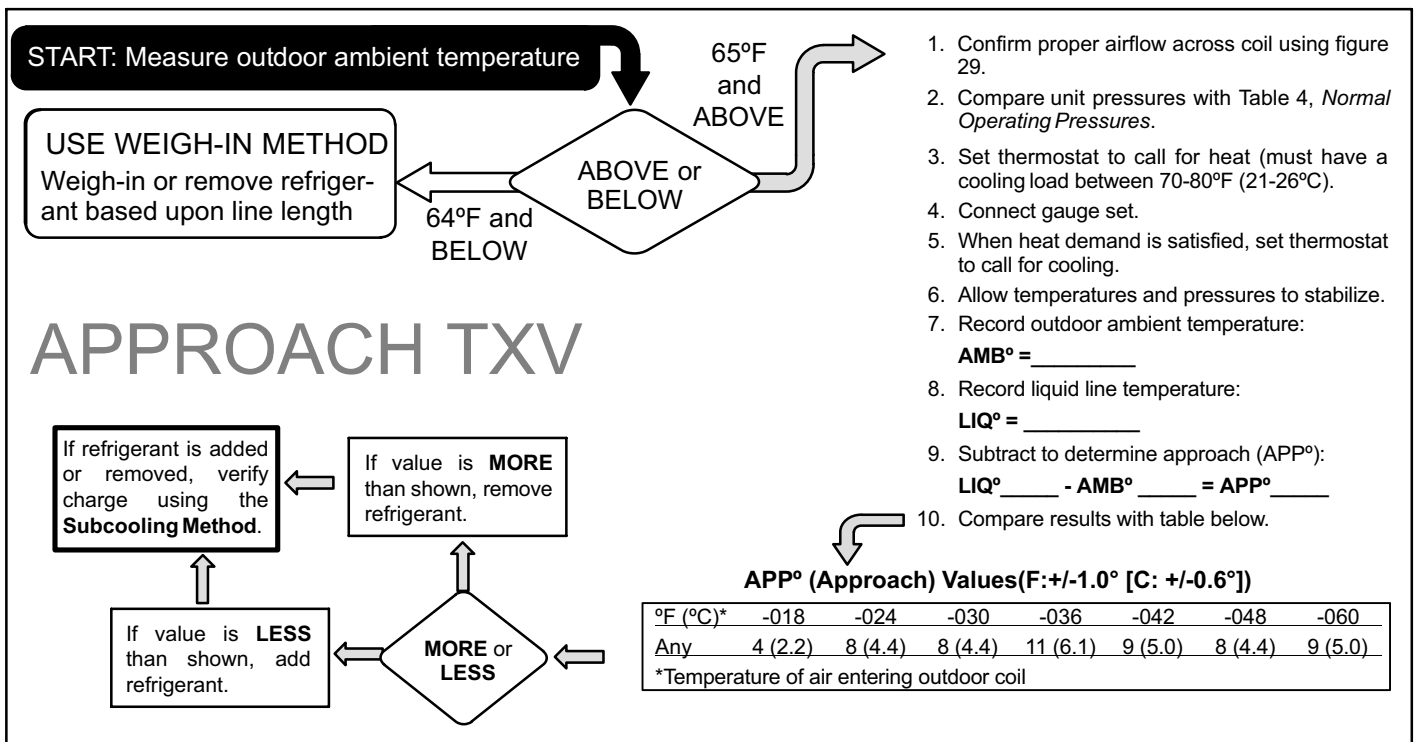 START: Measure outdoor ambient temperature
65ºF
and
ABOVE
USE WEIGH-IN METHOD
Weigh-in or remove refriger-
ant based upon line length
64ºF and
BELOW
ABOVE or
BELOW
1. Confirm proper airflow across coil using figure
29.
2. Compare unit pressures with Table 4, Normal
Operating Pressures.
3. Set thermostat to call for heat (must have a
cooling load between 70-80ºF (21-26ºC).
4. Connect gauge set.
5. When heat demand is satisfied, set thermostat
to call for cooling.
6. Allow temperatures and pressures to stabilize.
7. Record outdoor ambient temperature:
AMBº =_________
8. Record liquid line temperature:
LIQº = __________
9. Subtract to determine approach (APPº):
LIQº_____ - AMBº _____ = APPº_____
10. Compare results with table below.
APPROACH TXV
If refrigerant is added
or removed, verify
charge using the
Subcooling Method.
If value is MORE
than shown, remove
refrigerant.
If value is LESS
than shown, add
refrigerant.
MORE or
LESS
APPº (Approach) Values(F:+/-1.0° [C: +/-0.6°])
ºF (ºC)* -018 -024 -030 -036 -042 -048 -060
Any 4 (2.2) 8 (4.4) 8 (4.4) 11 (6.1) 9 (5.0) 8 (4.4) 9 (5.0)
*Temperature of air entering outdoor coil